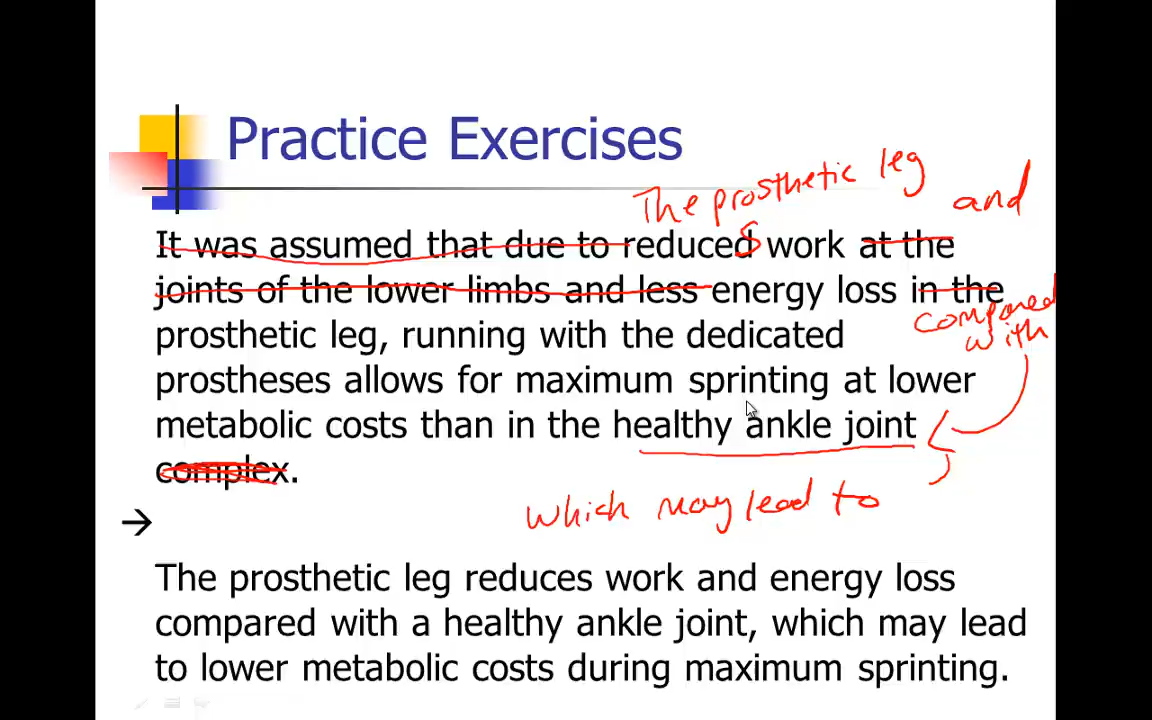 Practice Exercises
The prosthetic leg and
It was assumed that due to reduced s work at the
joints of the lower limbs and less energy loss in the
compared
with
prosthetic leg, running with the dedicated
prostheses allows for maximum sprinting at lower
metabolic costs than in the healthy ankle joint
complex.
which may lead to
→
The prosthetic leg reduces work and energy loss
compared with a healthy ankle joint, which may lead
to lower metabolic costs during maximum sprinting.